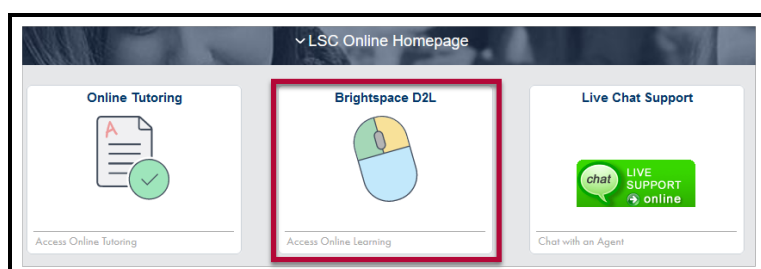 LSC Online Homepage
Online Tutoring
A
Access Online Tutoring
Brightspace D2L
Access Online Learning
Live Chat Support
chat
LIVE
SUPPORT
online
Chat with an Agent